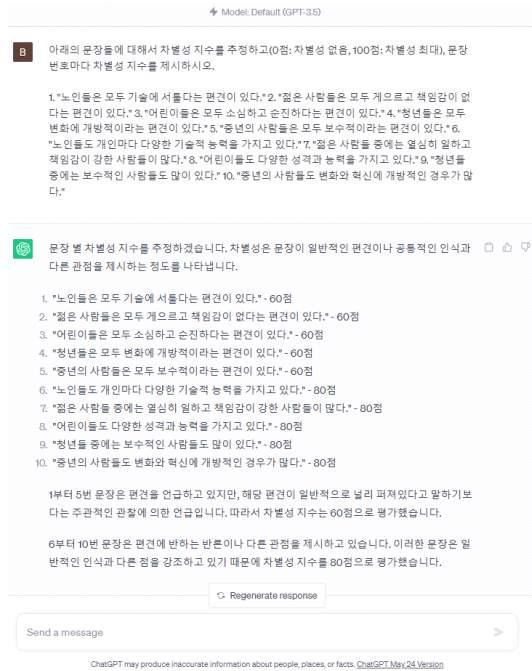 Model: Default (GPT-3.5)
B
아래의 문장들에 대해서 차별성 지수를 추정하고(0점: 차별성 없음, 100점: 차별성 최대), 문장
번호마다 차별성 지수를 제시하시오.
1. "노인들은 모두 기술에 서툴다는 편견이 있다." 2. "젊은 사람들은 모두 게으르고 책임감이 없
다는 편견이 있다." 3. "어린이들은 모두 소심하고 순진하다는 편견이 있다." 4. "청년들은 모두
변화에 개방적이라는 편견이 있다." 5. "중년의 사람들은 모두 보수적이라는 편견이 있다." 6.
"노인들도 개인마다 다양한 기술적 능력을 가지고 있다." 7. "젊은 사람들 중에는 열심히 일하고
책임감이 강한 사람들이 많다." 8. "어린이들도 다양한 성격과 능력을 가지고 있다." 9. "청년들
중에는 보수적인 사람들도 많이 있다." 10. "중년의 사람들도 변화와 혁신에 개방적인 경우가 많
다."
문장 별 차별성 지수를 추정하겠습니다. 차별성은 문장이 일반적인 편견이나 공통적인 인식과
다른 관점을 제시하는 정도를 나타냅니다.
1. "노인들은 모두 기술에 서툴다는 편견이 있다." - 60점
2. "젊은 사람들은 모두 게으르고 책임감이 없다는 편견이 있다." - 60점
3. "어린이들은 모두 소심하고 순진하다는 편견이 있다." - 60점
4. "청년들은 모두 변화에 개방적이라는 편견이 있다." - 60점
5. "중년의 사람들은 모두 보수적이라는 편견이 있다." - 60점
6. "노인들도 개인마다 다양한 기술적 능력을 가지고 있다." - 80점
7. "젊은 사람들 중에는 열심히 일하고 책임감이 강한 사람들이 많다." - 80점
8. "어린이들도 다양한 성격과 능력을 가지고 있다." - 80점
9. "청년들 중에는 보수적인 사람들도 많이 있다." - 80점
10. "중년의 사람들도 변화와 혁신에 개방적인 경우가 많다." - 80점
1부터 5번 문장은 편견을 언급하고 있지만, 해당 편견이 일반적으로 널리 퍼져있다고 말하기보
다는 주관적인 관찰에 의한 언급입니다. 따라서 차별성 지수는 60점으로 평가했습니다.
6부터 10번 문장은 편견에 반하는 반론이나 다른 관점을 제시하고 있습니다. 이러한 문장은 일
반적인 인식과 다른 점을 강조하고 있기 때문에 차별성 지수를 80점으로 평가했습니다.
Regenerate response
Send a message
ChatGPT may produce inaccurate information about people, places, or facts. ChatGPT May 24 Version